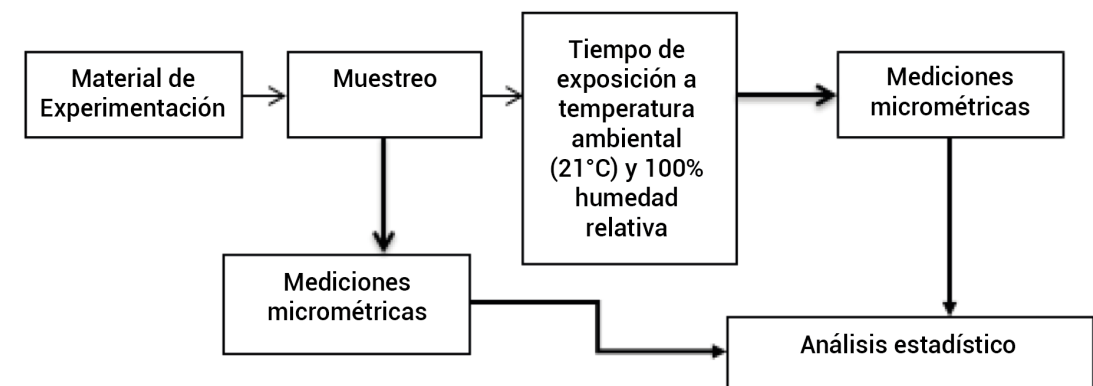 Material de
Experimentación
Muestreo
Tiempo de
exposición a
temperatura
ambiental
(21°C) y 100%
humedad
relativa
Mediciones
micrométricas
Mediciones
micrométricas
Análisis estadístico